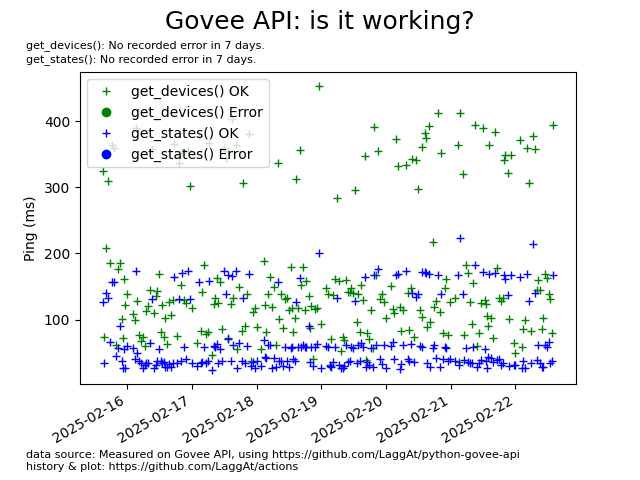 Govee API: is it working?
get_devices(): No recorded error in 7 days.
get_states(): No recorded error in 7 days.
get_devices() OK
get_devices() Error
get_states() OK
get_states() Error
400
300
200
100
Ping (ms)
2025-02-16
2025-02-17
2025-02-18
2025-02-19
2025-02-20
2025-02-21
2025-02-22
data source: Measured on Govee API, using https://github.com/LaggAt/python-govee-api
history & plot: https://github.com/LaggAt/actions